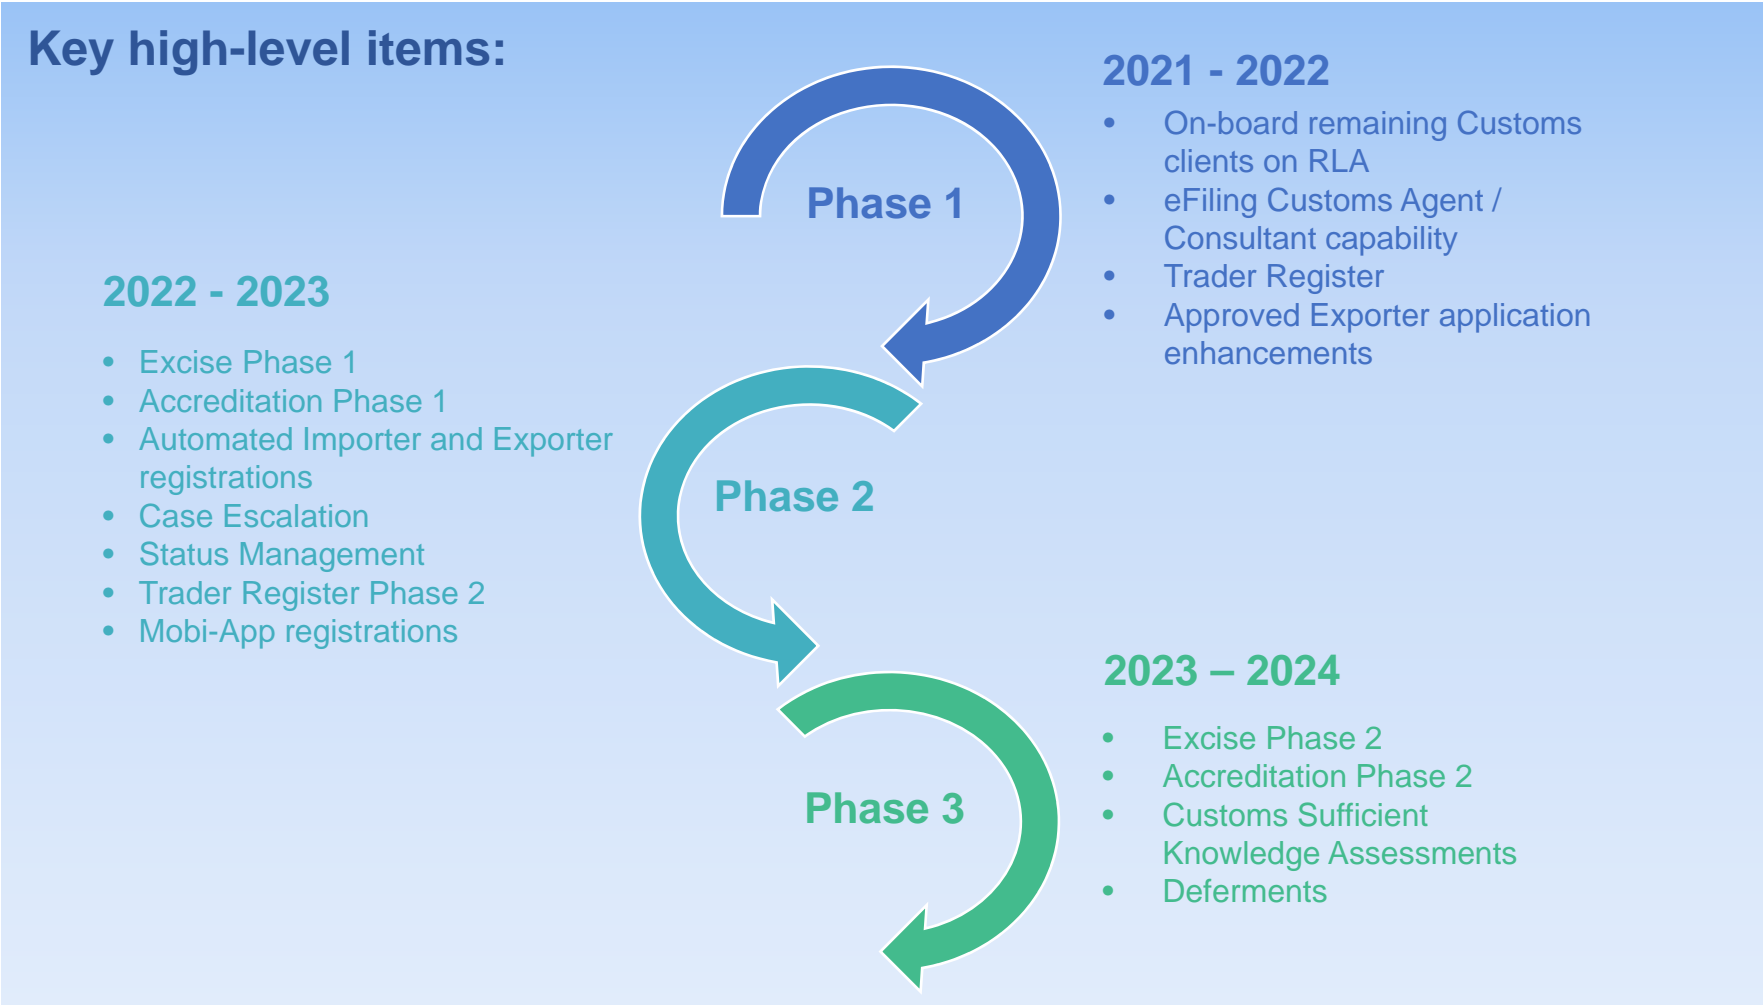 Key high-level items:
Phase 1
2021 - 2022
• On-board remaining Customs
clients on RLA
• eFiling Customs Agent /
Consultant capability
• Trader Register
• Approved Exporter application
enhancements
2022 - 2023
• Excise Phase 1
• Accreditation Phase 1
• Automated Importer and Exporter
registrations
• Case Escalation
• Status Management
• Trader Register Phase 2
• Mobi-App registrations
Phase 2
Phase 3
2023 – 2024
• Excise Phase 2
• Accreditation Phase 2
• Customs Sufficient
Knowledge Assessments
• Deferments